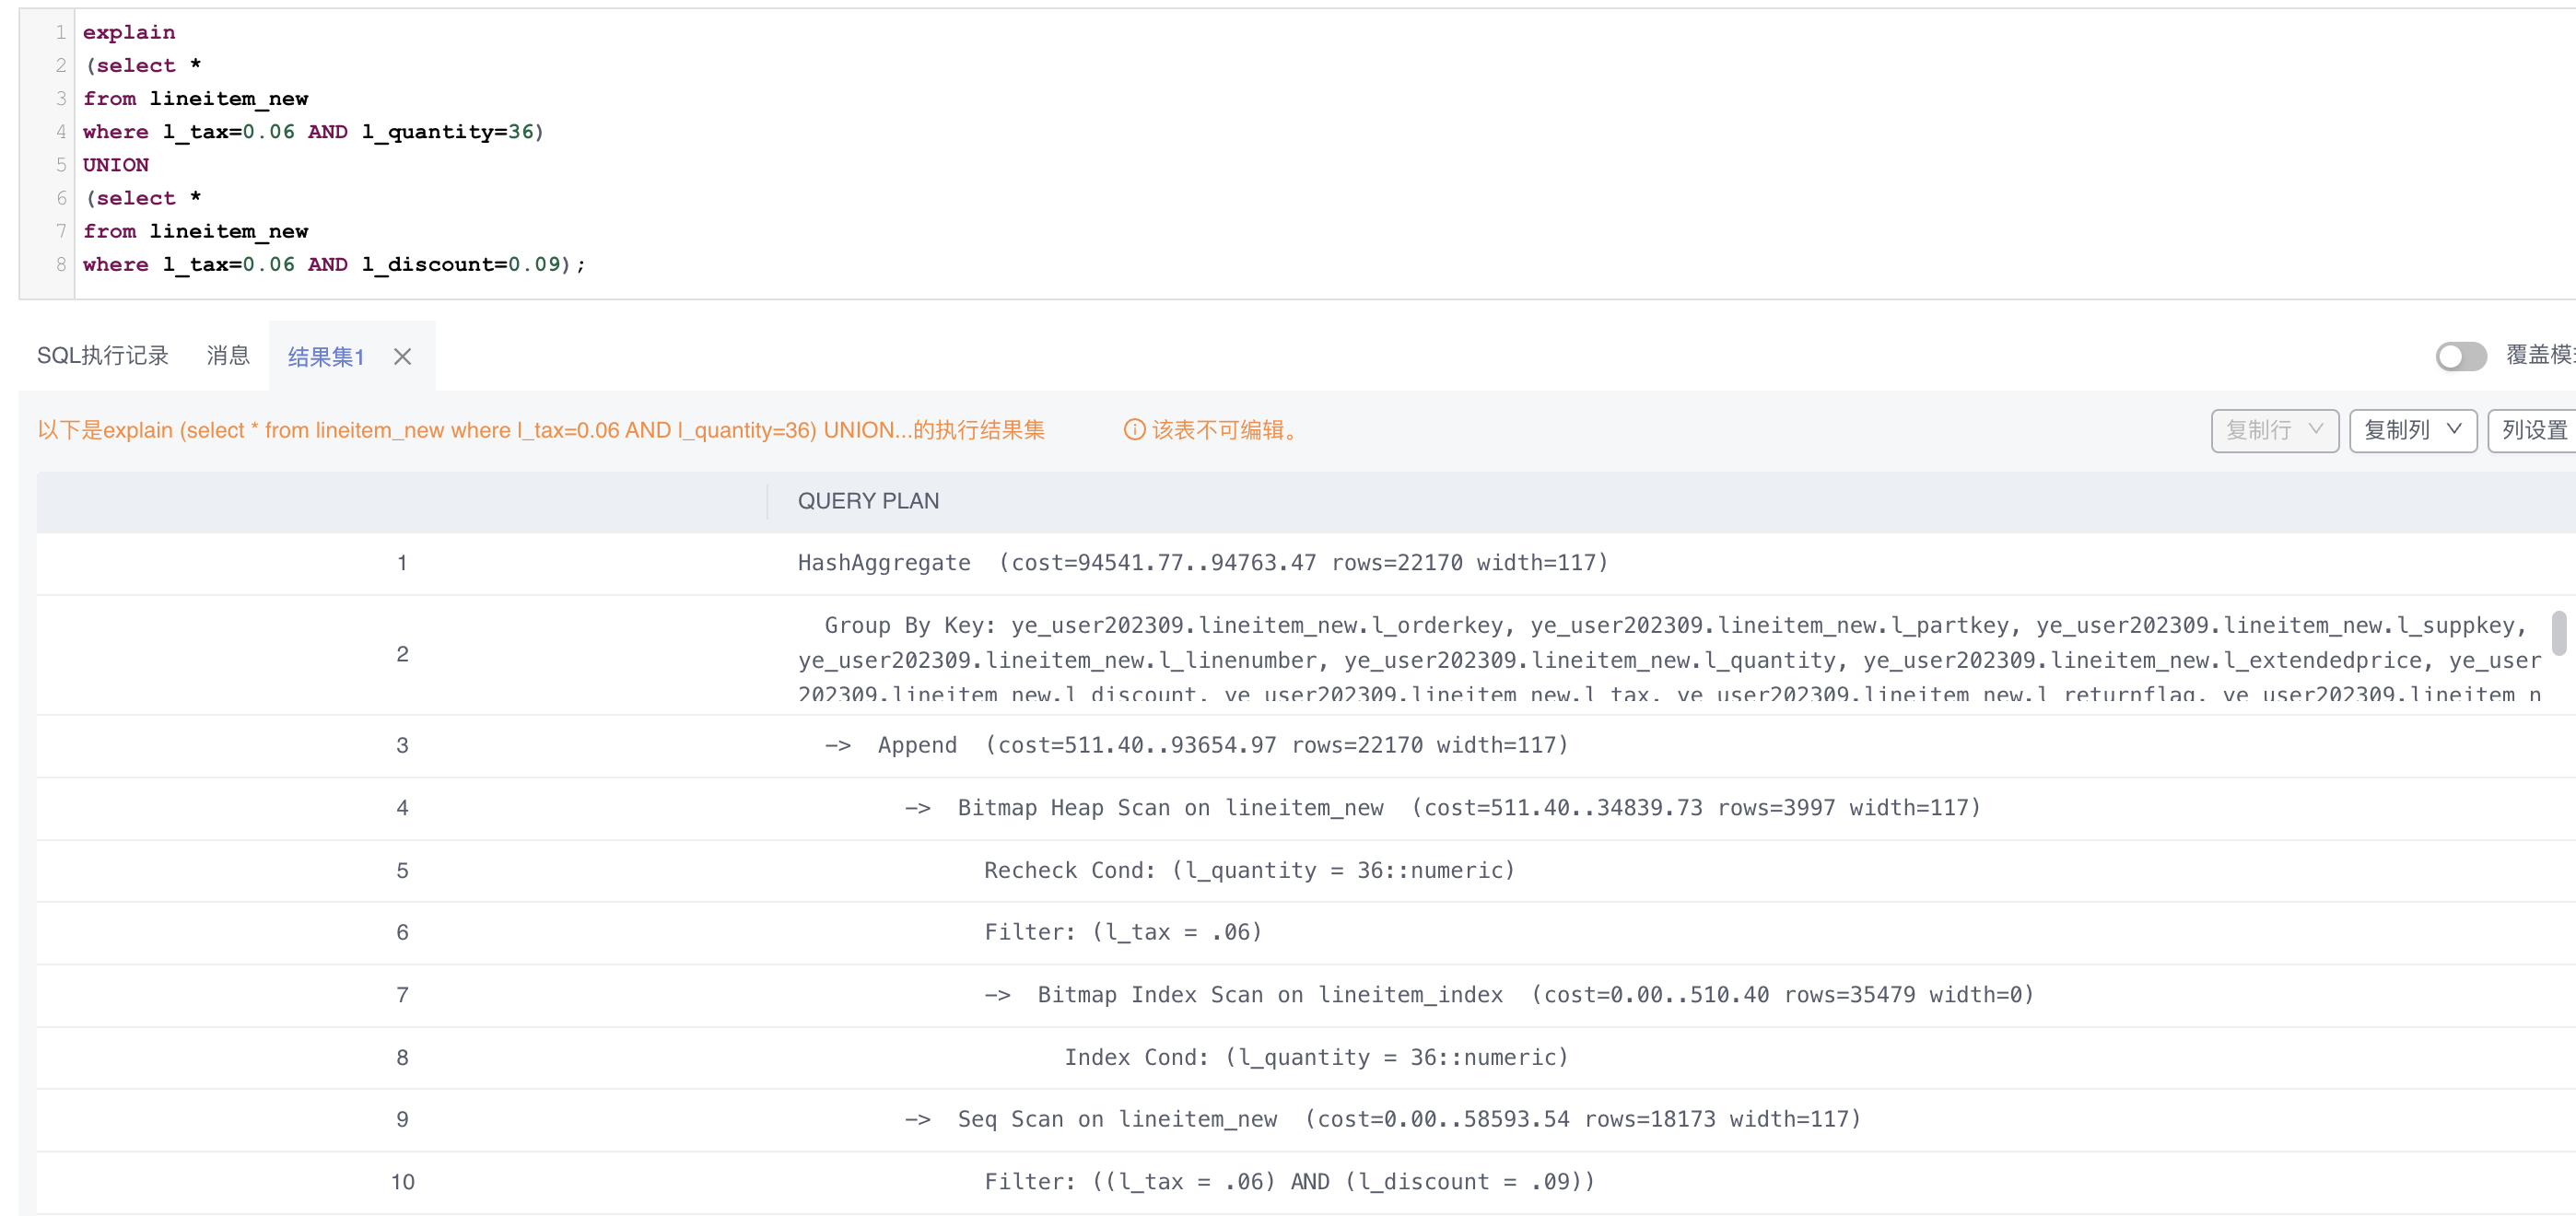 1 explain
2 (select *
3 from lineitem_new
4 where l_tax=0.06 AND l_quantity=36)
5 UNION
6 (select *
7 from lineitem_new
8 where l_tax=0.06 AND l_discount=0.09);
SQL执行记录 消息 结果集1
以下是explain (select * from lineitem_new where l_tax=0.06 AND l_quantity=36) UNION...的执行结果集 该表不可编辑。 复制行 复制列 列设置
QUERY PLAN
1 HashAggregate (cost=94541.77..94763.47 rows=22170 width=117)
2 Group By Key: ye_user202309.lineitem_new.l_orderkey, ye_user202309.lineitem_new.l_partkey, ye_user202309.lineitem_new.l_suppkey,
ye_user202309.lineitem_new.l_linenumber, ye_user202309.lineitem_new.l_quantity, ye_user202309.lineitem_new.l_extendedprice, ye_user
202309.lineitem_new.l_discount, ye_user202309.lineitem_new.l_tax, ye_user202309.lineitem_new.l_returnflag, ye_user202309.lineitem_n
3 -> Append (cost=511.40..93654.97 rows=22170 width=117)
4 -> Bitmap Heap Scan on lineitem_new (cost=511.40..34839.73 rows=3997 width=117)
5 Recheck Cond: (l_quantity = 36::numeric)
6 Filter: (l_tax = .06)
7 -> Bitmap Index Scan on lineitem_index (cost=0.00..510.40 rows=35479 width=0)
8 Index Cond: (l_quantity = 36::numeric)
9 -> Seq Scan on lineitem_new (cost=0.00..58593.54 rows=18173 width=117)
10 Filter: ((l_tax = .06) AND (l_discount = .09))